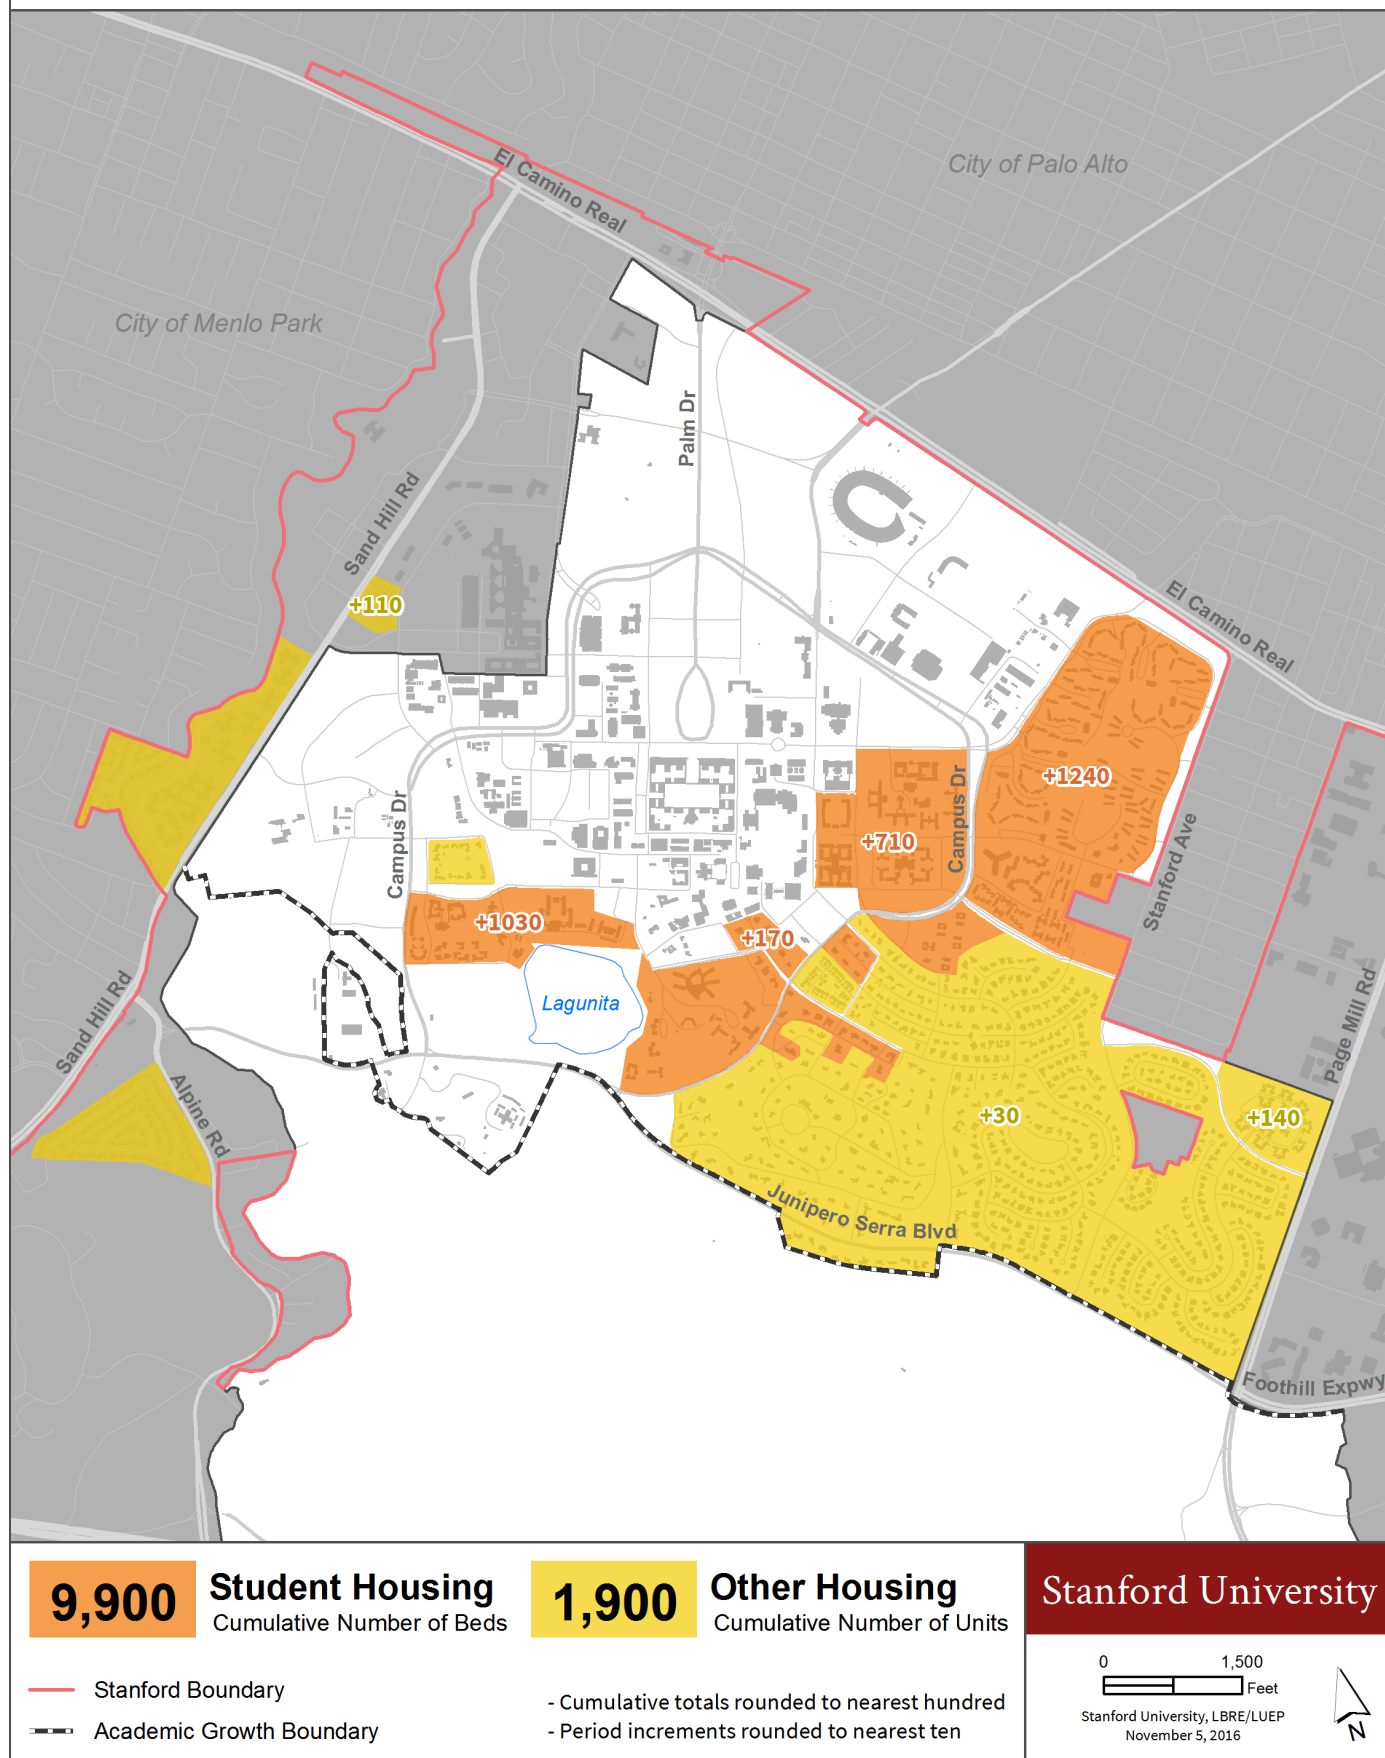 El Camino Real
City of Palo Alto
City of Menlo Park
Palm Dr
Sand Hill Rd
+110
El Camino Real
+1240
Campus Dr
Campus Dr
+710
Stanford Ave
+1030
+170
Lagunita
Sand Hill Rd
Page Mill Rd
Alpine Rd
+30
+140
Junipero Serra Blvd
Foothill Expwy
9,900
Student Housing
Cumulative Number of Beds
1,900
Other Housing
Cumulative Number of Units
Stanford University
Stanford Boundary
Academic Growth Boundary
- Cumulative totals rounded to nearest hundred
- Period increments rounded to nearest ten
0 1,500
Feet
Stanford University, LBRE/LUEP
November 5, 2016
N